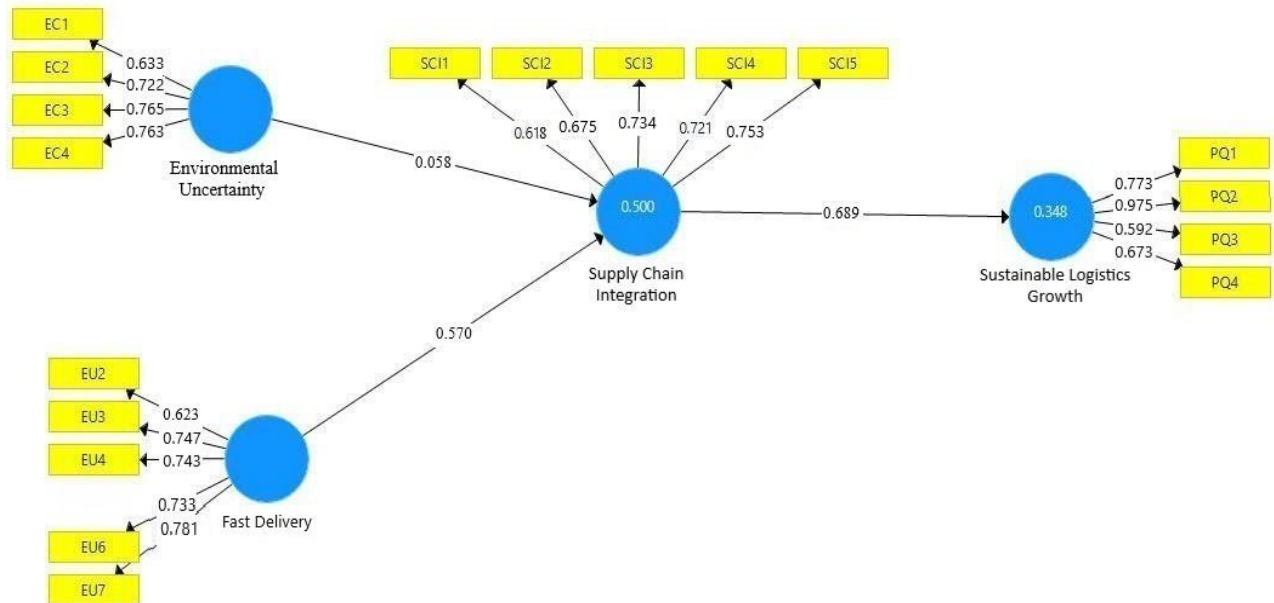 EC1
EC2
EC3
EC4
0.633
0.722
0.765
0.763
Environmental
Uncertainty
0.058
SCI1
SCI2
SCI3
SCI4
SCI5
0.618
0.675
0.734
0.721
0.753
0.500
Supply Chain
Integration
0.689
0.348
Sustainable Logistics
Growth
0.773
0.975
0.592
0.673
PQ1
PQ2
PQ3
PQ4
0.570
EU2
EU3
EU4
EU6
EU7
0.623
0.747
0.743
0.733
0.781
Fast Delivery